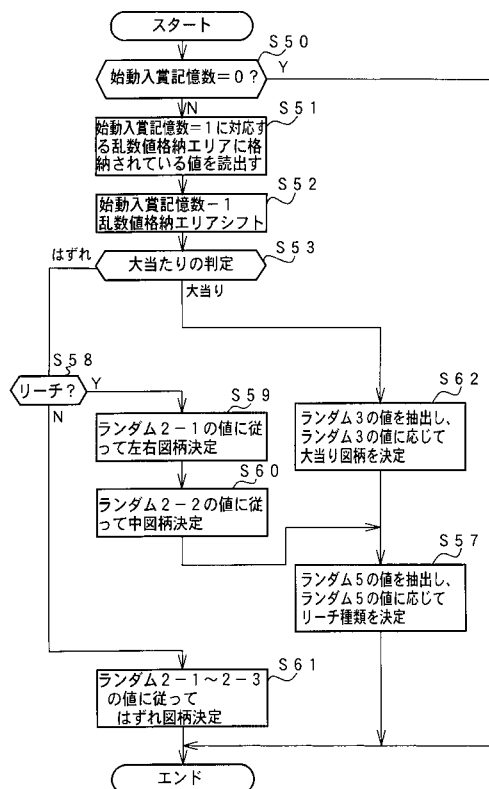 スタート
S50
始動入賞記憶数=0?
Y
N
S51
始動入賞記憶数=1に対応す
る乱数値格納エリアに格
納されている値を読出す
S52
始動入賞記憶数-1
乱数値格納エリアシフト
S53
はずれ
大当たりの判定
大当り
S58
リーチ?
Y
N
S59
ランダム2-1の値に従
って左右図柄決定
S60
ランダム2-2の値に従
って中図柄決定
S62
ランダム3の値を抽出し、
ランダム3の値に応じて
大当り図柄を決定
S57
ランダム5の値を抽出し、
ランダム5の値に応じて
リーチ種類を決定
S61
ランダム2-1~2-3
の値に従って
はずれ図柄決定
エンド